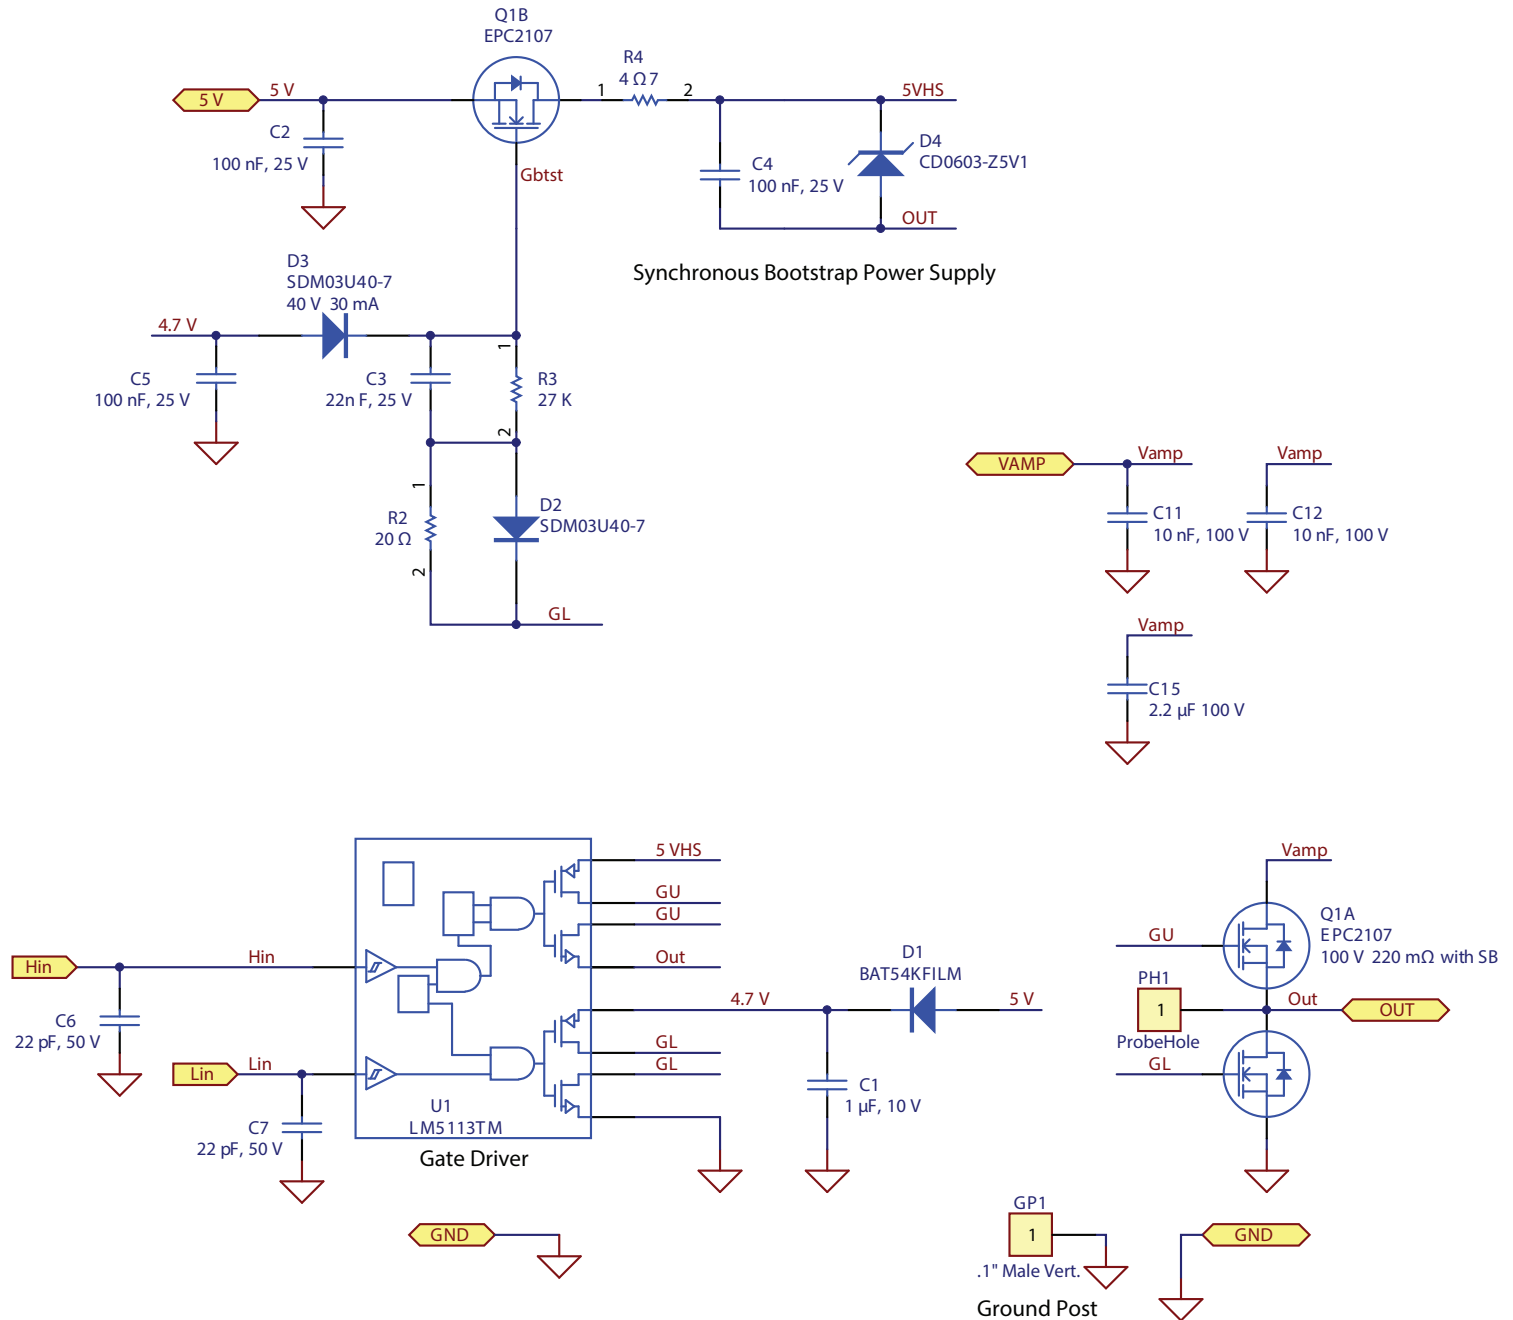 Q1B
EPC2107
R4
4 Ω 7
5 V
5 V
1
2
5VHS
C2
100 nF, 25 V
D4
CD0603-Z5V1
C4
100 nF, 25 V
Gbtst
OUT
D3
SDM03U40-7
40 V 30 mA
Synchronous Bootstrap Power Supply
4.7 V
1
C5
100 nF, 25 V
C3
22n F, 25 V
R3
27 K
2
VAMP
Vamp
Vamp
1
R2
20 Ω
2
D2
SDM03U40-7
C11
10 nF, 100 V
C12
10 nF, 100 V
GL
Vamp
C15
2.2 µF 100 V
5 VHS
GU
GU
Out
4.7 V
GL
GL
Hin
Hin
C6
22 pF, 50 V
Lin
Lin
C7
22 pF, 50 V
U1
LM5113TM
Gate Driver
D1
BAT54KFILM
5 V
C1
1 µF, 10 V
Vamp
Q1A
EPC2107
100 V 220 mΩ with SB
GU
PH1
1
ProbeHole
Out
OUT
GL
GND
GP1
1
.1" Male Vert.
Ground Post
GND